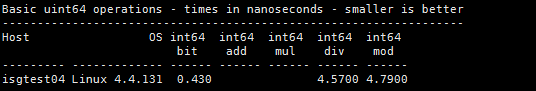 Basic uint64 operations - times in nanoseconds - smaller is better
------------------------------------------------------------------
Host                 OS int64  int64  int64  int64  int64
                         bit    add    mul    div    mod
--------- ------------- ------ ------ ------ ------ ------
isgtest04 Linux 4.4.131  0.430               4.5700 4.7900